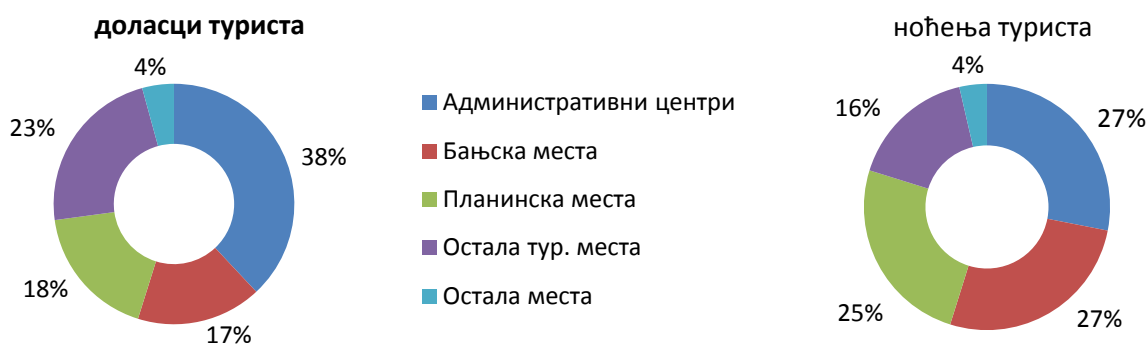 доласци туриста
4%
23%
38%
18%
17%
Административни центри
Бањска места
Планинска места
Остала тур. места
Остала места
ноћења туриста
4%
16%
27%
25%
27%